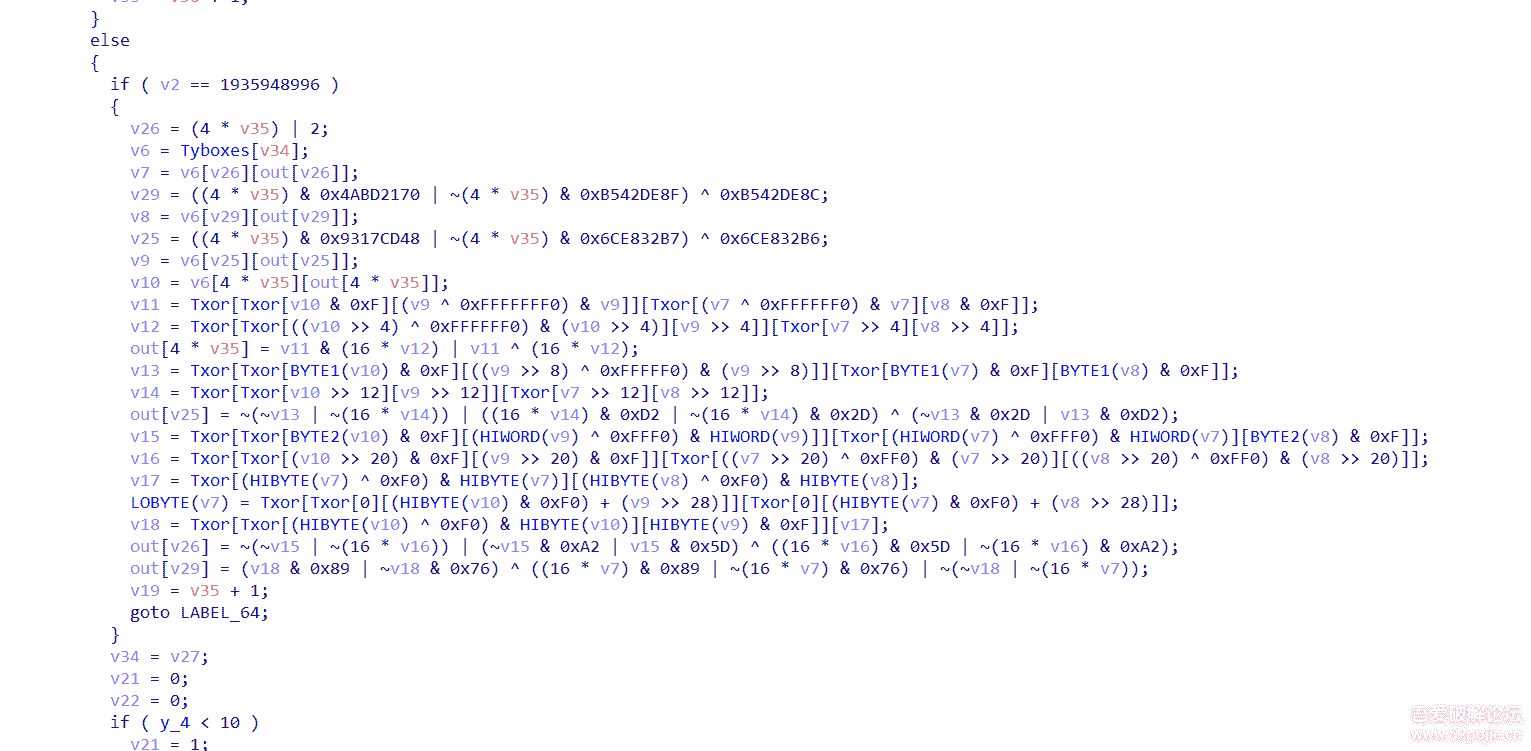 }
else
{
if ( v2 == 1935948996 )
{
v26 = (4 * v35) | 2;
v6 = Tyboxes[v34];
v7 = v6[v26][out[v26]];
v29 = ((4 * v35) & 0x4ABD2170 | ~(4 * v35) & 0xB542DE8F) ^ 0xB542DE8C;
v8 = v6[v29][out[v29]];
v25 = ((4 * v35) & 0x9317CD48 | ~(4 * v35) & 0x6CE832B7) ^ 0x6CE832B6;
v9 = v6[v25][out[v25]];
v10 = v6[4 * v35][out[4 * v35]];
v11 = Txor[Txor[v10 & 0xF][(v9 ^ 0xFFFFFFF0) & v9]][Txor[(v7 ^ 0xFFFFFF0) & v7][v8 & 0xF]];
v12 = Txor[Txor[((v10 >> 4) ^ 0xFFFFFF0) & (v10 >> 4)][v9 >> 4]][Txor[v7 >> 4][v8 >> 4]];
out[4 * v35] = v11 & (16 * v12) | v11 ^ (16 * v12);
v13 = Txor[Txor[BYTE1(v10) & 0xF][((v9 >> 8) ^ 0xFFFFF0) & (v9 >> 8)]][Txor[BYTE1(v7) & 0xF][BYTE1(v8) & 0xF]];
v14 = Txor[Txor[v10 >> 12][v9 >> 12]][Txor[v7 >> 12][v8 >> 12]];
out[v25] = ~(~v13 | ~(16 * v14)) | ((16 * v14) & 0xD2 | ~(16 * v14) & 0x2D) ^ (~v13 & 0x2D | v13 & 0xD2);
v15 = Txor[Txor[BYTE2(v10) & 0xF][(HIWORD(v9) ^ 0xFFF0) & HIWORD(v9)]][Txor[(HIWORD(v7) ^ 0xFFF0) & HIWORD(v7)][BYTE2(v8) & 0xF]];
v16 = Txor[Txor[(v10 >> 20) & 0xF][(v9 >> 20) & 0xF]][Txor[((v7 >> 20) ^ 0xFF0) & (v7 >> 20)][((v8 >> 20) ^ 0xFF0) & (v8 >> 20)]];
v17 = Txor[(HIBYTE(v7) ^ 0xF0) & HIBYTE(v7)][(HIBYTE(v8) ^ 0xF0) & HIBYTE(v8)];
LOBYTE(v7) = Txor[Txor[0][(HIBYTE(v10) & 0xF0) + (v9 >> 28)]][Txor[0][(HIBYTE(v7) & 0xF0) + (v8 >> 28)]];
v18 = Txor[Txor[(HIBYTE(v10) ^ 0xF0) & HIBYTE(v10)][HIBYTE(v9) & 0xF]][v17];
out[v26] = ~(~v15 | ~(16 * v16)) | (~v15 & 0xA2 | v15 & 0x5D) ^ ((16 * v16) & 0x5D | ~(16 * v16) & 0xA2);
out[v29] = (v18 & 0x89 | ~v18 & 0x76) ^ ((16 * v7) & 0x89 | ~(16 * v7) & 0x76) | ~(~v18 | ~(16 * v7));
v19 = v35 + 1;
goto LABEL_64;
}
v34 = v27;
v21 = 0;
v22 = 0;
if ( y_4 < 10 )
v21 = 1;
吾爱破解论坛
www.52pojie.cn